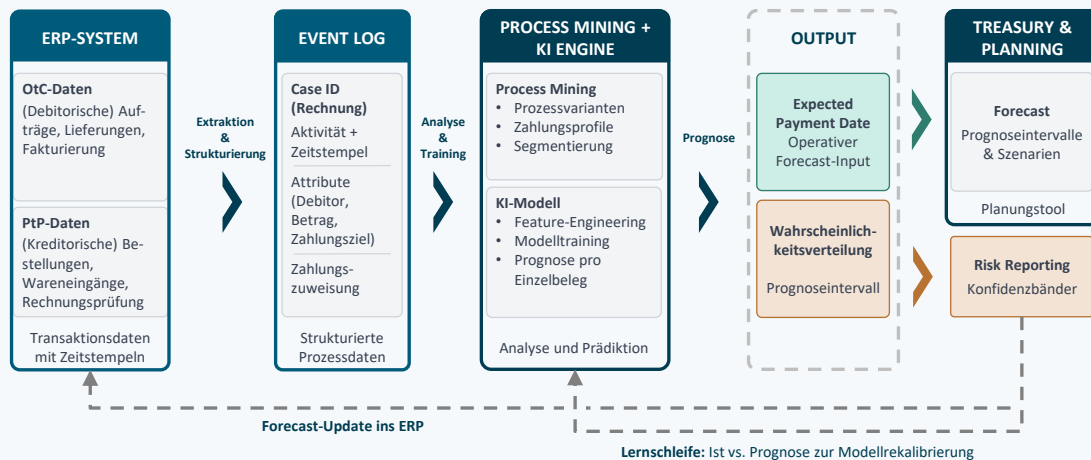 ERP-SYSTEM
OtC-Daten
(Debitorische) Auf-
träge, Lieferungen,
Fakturierung
PtP-Daten
(Kreditorische) Be-
stellungen,
Wareneingänge,
Rechnungsprüfung
Transaktionsdaten
mit Zeitstempeln
Extraktion
&
Strukturierung
EVENT LOG
Case ID
(Rechnung)
Aktivität +
Zeitstempel
Attribute
(Debitor,
Betrag,
Zahlungsziel)
Zahlungs-
zuweisung
Strukturierte
Prozessdaten
Analyse
&
Training
PROCESS MINING +
KI ENGINE
Process Mining
• Prozessvarianten
• Zahlungsprofile
• Segmentierung
KI-Modell
• Feature-Engineering
• Modelltraining
• Prognose pro
Einzelbeleg
Analyse und Prädiktion
Prognose
OUTPUT
Expected
Payment Date
Operativer
Forecast-Input
Wahrscheinlich-
keitsverteilung
Prognoseintervall
TREASURY &
PLANNING
Forecast
Prognoseintervalle
& Szenarien
Planungstool
Risk Reporting
Konfidenzbänder
Forecast-Update ins ERP
Lernschleife: Ist vs. Prognose zur Modellrekalibrierung